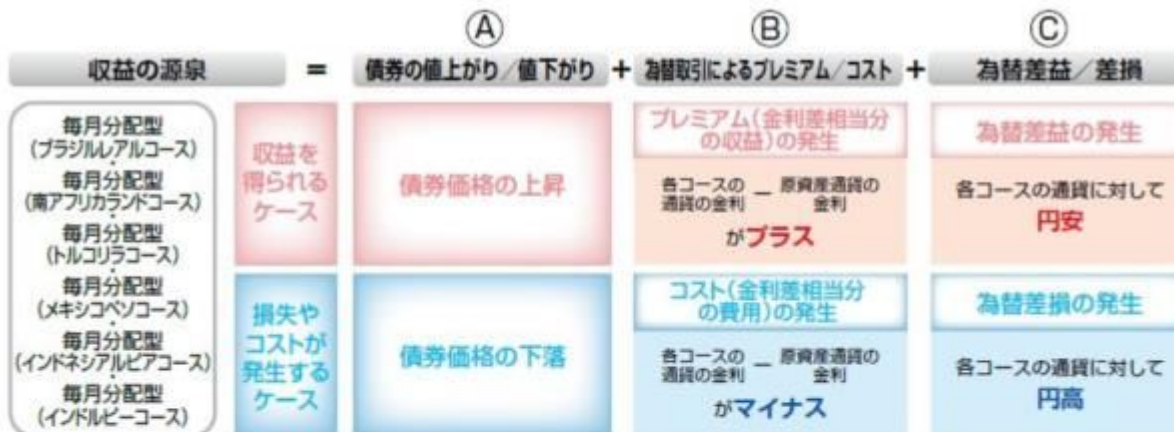 Ⓐ
Ⓑ
Ⓒ
収益の源泉 = 債券の値上がり/値下がり + 為替取引によるプレミアム/コスト + 為替差益/差損
毎月分配型
(ブラジルレアルコース)
・
毎月分配型
(南アフリカランドコース)
・
毎月分配型
(トルコリラコース)
・
毎月分配型
(メキシコペソコース)
・
毎月分配型
(インドネシアルピアコース)
・
毎月分配型
(インドルピーコース)
収益を
得られる
ケース
債券価格の上昇
プレミアム(金利差相当分
の収益)の発生
各コースの
通貨の金利
ー
原資産通貨の
金利
がプラス
為替差益の発生
各コースの通貨に対して
円安
損失や
コストが
発生する
ケース
債券価格の下落
コスト(金利差相当分
の費用)の発生
各コースの
通貨の金利
ー
原資産通貨の
金利
がマイナス
為替差損の発生
各コースの通貨に対して
円高